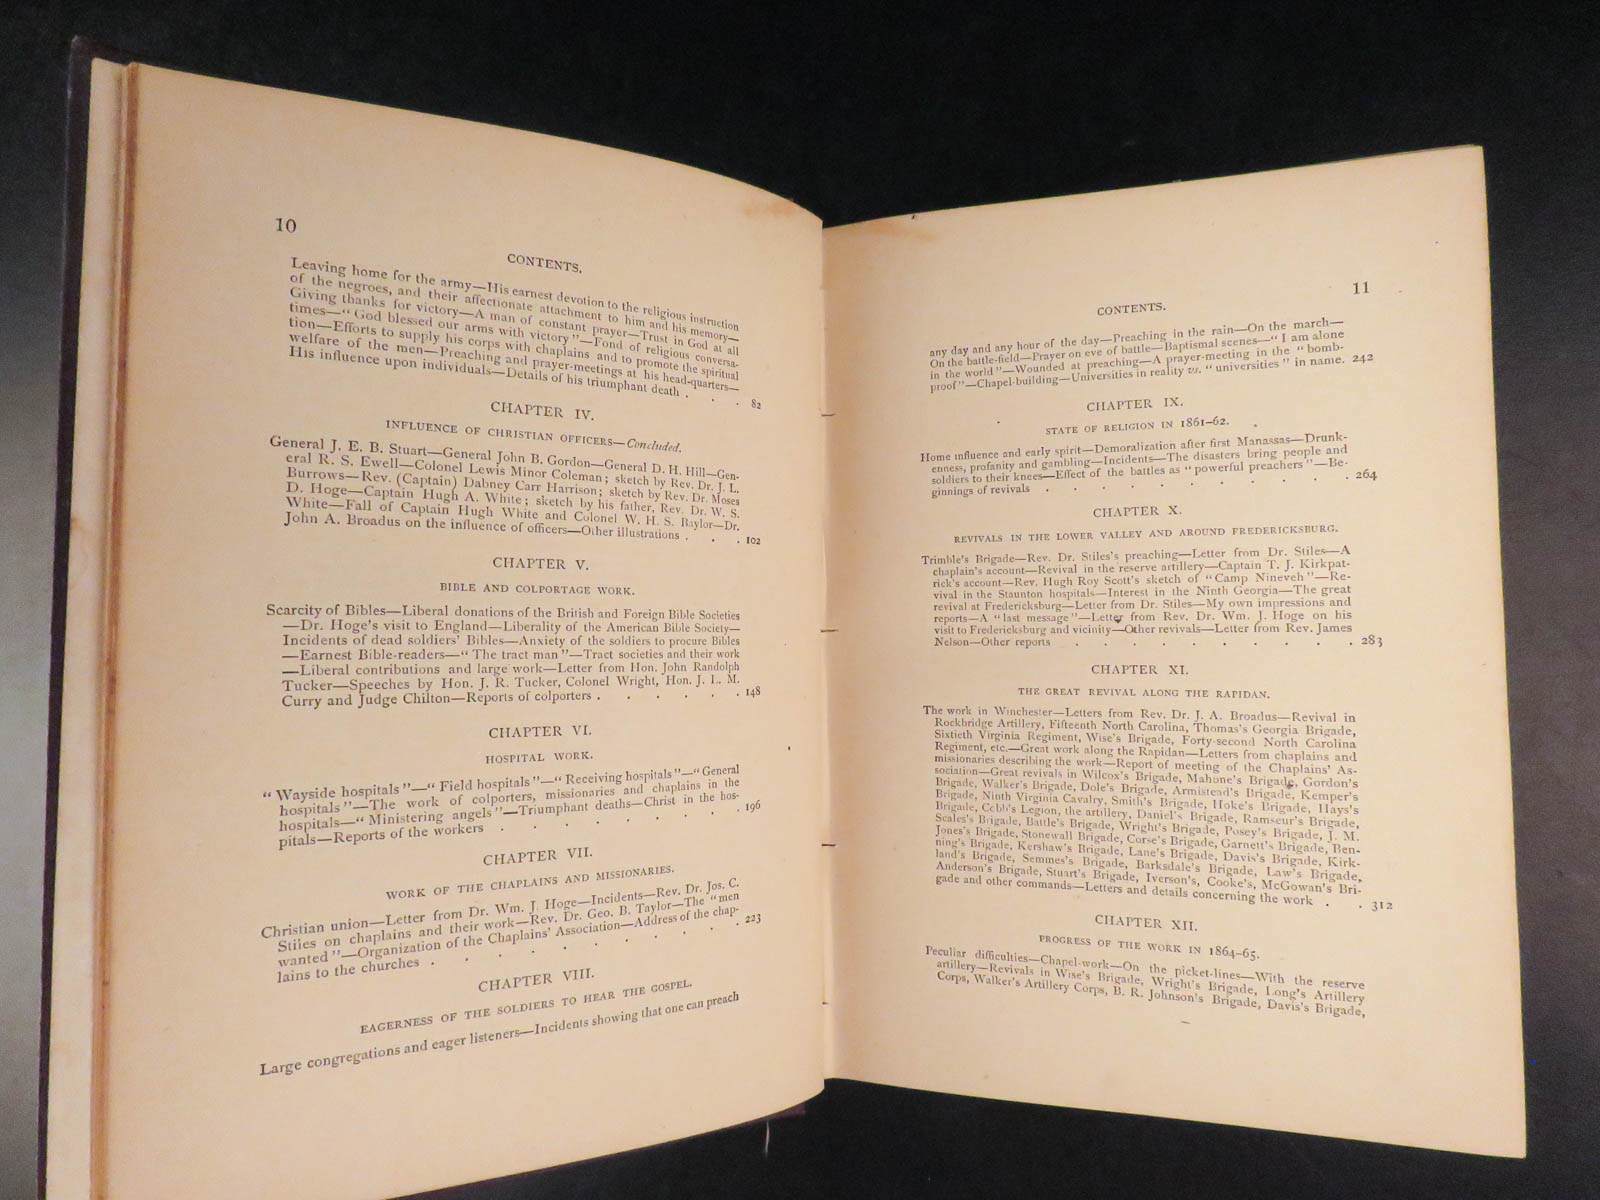 10
CONTENTS.
Leaving home for the army—His earnest devotion to the religious instruction
of the negroes, and their affectionate attachment to him and his memory—
Giving thanks for victory—A man of constant prayer—Trust in God at all
times—"God blessed our arms with victory"—Fond of religious conversa-
tion—Efforts to supply his corps with chaplains and to promote the spiritual
welfare of the men—Preaching and prayer-meetings at his head-quarters—
His influence upon individuals—Details of his triumphant death . . . 82
CHAPTER IV.
INFLUENCE OF CHRISTIAN OFFICERS—Concluded.
General J. E. B. Stuart—General John B. Gordon—General D. H. Hill—Gen-
eral R. S. Ewell—Colonel Lewis Minor Coleman; sketch by Rev. Dr. J. L.
Burrows—Rev. (Captain) Dabney Carr Harrison; sketch by Rev. Dr. Moses
D. Hoge—Captain Hugh A. White; sketch by his father, Rev. Dr. W. S.
White—Fall of Captain Hugh White and Colonel W. H. S. Baylor—Dr.
John A. Broadus on the influence of officers—Other illustrations . . . 102
CHAPTER V.
BIBLE AND COLPORTAGE WORK.
Scarcity of Bibles—Liberal donations of the British and Foreign Bible Societies
—Dr. Hoge's visit to England—Liberality of the American Bible Society—
Incidents of dead soldiers' Bibles—Anxiety of the soldiers to procure Bibles
—Earnest Bible-readers—"The tract man"—Tract societies and their work
—Liberal contributions and large work—Letter from Hon. John Randolph
Tucker—Speeches by Hon. J. R. Tucker, Colonel Wright, Hon. J. L. M.
Curry and Judge Chilton—Reports of colporters . . . . . . 148
CHAPTER VI.
HOSPITAL WORK.
"Wayside hospitals"—"Field hospitals"—"Receiving hospitals"—"General
hospitals"—The work of colporters, missionaries and chaplains in the
hospitals—"Ministering angels"—Triumphant deaths—Christ in the hos-
pitals—Reports of the workers . . . . . . . . 196
CHAPTER VII.
WORK OF THE CHAPLAINS AND MISSIONARIES.
Christian union—Letter from Dr. Wm. J. Hoge—Incidents—Rev. Dr. Jos. C.
Stiles on chaplains and their work—Rev. Dr. Geo. B. Taylor—The "men
wanted"—Organization of the Chaplains' Association—Address of the chap-
lains to the churches . . . . . . . . . . 223
CHAPTER VIII.
EAGERNESS OF THE SOLDIERS TO HEAR THE GOSPEL.
Large congregations and eager listeners—Incidents showing that one can preach
11
CONTENTS.
any day and any hour of the day—Preaching in the rain—On the march—
On the battle-field—Prayer on eve of battle—Baptismal scenes—"I am alone
in the world"—Wounded at preaching—A prayer-meeting in the "bomb-
proof"—Chapel-building—Universities in reality vs. "universities" in name. 242
CHAPTER IX.
STATE OF RELIGION IN 1861-62.
Home influence and early spirit—Demoralization after first Manassas—Drunk-
enness, profanity and gambling—Incidents—The disasters bring people and
soldiers to their knees—Effect of the battles as "powerful preachers"—Be-
ginnings of revivals . . . . . . . . . . . 264
CHAPTER X.
REVIVALS IN THE LOWER VALLEY AND AROUND FREDERICKSBURG.
Trimble's Brigade—Rev. Dr. Stiles's preaching—Letter from Dr. Stiles—A
chaplain's account—Revival in the reserve artillery—Captain T. J. Kirkpat-
rick's account—Rev. Hugh Roy Scott's sketch of "Camp Nineveh"—Re-
vival in the Staunton hospitals—Interest in the Ninth Georgia—The great
revival at Fredericksburg—Letter from Dr. Stiles—My own impressions and
reports—A "last message"—Letter from Rev. Dr. Wm. J. Hoge on his
visit to Fredericksburg and vicinity—Other revivals—Letter from Rev. James
Nelson—Other reports . . . . . . . . . . 283
CHAPTER XI.
THE GREAT REVIVAL ALONG THE RAPIDAN.
The work in Winchester—Letters from Rev. Dr. J. A. Broadus—Revival in
Rockbridge Artillery, Fifteenth North Carolina, Thomas's Georgia Brigade,
Sixtieth Virginia Regiment, Wise's Brigade, Forty-second North Carolina
Regiment, etc.—Great work along the Rapidan—Letters from chaplains and
missionaries describing the work—Report of meeting of the Chaplains' As-
sociation—Great revivals in Wilcox's Brigade, Mahone's Brigade, Gordon's
Brigade, Walker's Brigade, Dole's Brigade, Armistead's Brigade, Kemper's
Brigade, Ninth Virginia Cavalry, Smith's Brigade, Hoke's Brigade, Hays's
Brigade, Cobb's Legion, the artillery, Daniel's Brigade, Ramseur's Brigade,
Scales's Brigade, Battle's Brigade, Wright's Brigade, Posey's Brigade, J. M.
Jones's Brigade, Stonewall Brigade, Corse's Brigade, Garnett's Brigade, Ben-
ning's Brigade, Kershaw's Brigade, Lane's Brigade, Davis's Brigade, Kirk-
land's Brigade, Semmes's Brigade, Barksdale's Brigade, Law's Brigade,
Anderson's Brigade, Stuart's Brigade, Iverson's, Cooke's, McGowan's Bri-
gade and other commands—Letters and details concerning the work . . 312
CHAPTER XII.
PROGRESS OF THE WORK IN 1864-65.
Peculiar difficulties—Chapel-work—On the picket-lines—With the reserve
artillery—Revivals in Wise's Brigade, Wright's Brigade, Long's Artillery
Corps, Walker's Artillery Corps, B. R. Johnson's Brigade, Davis's Brigade,